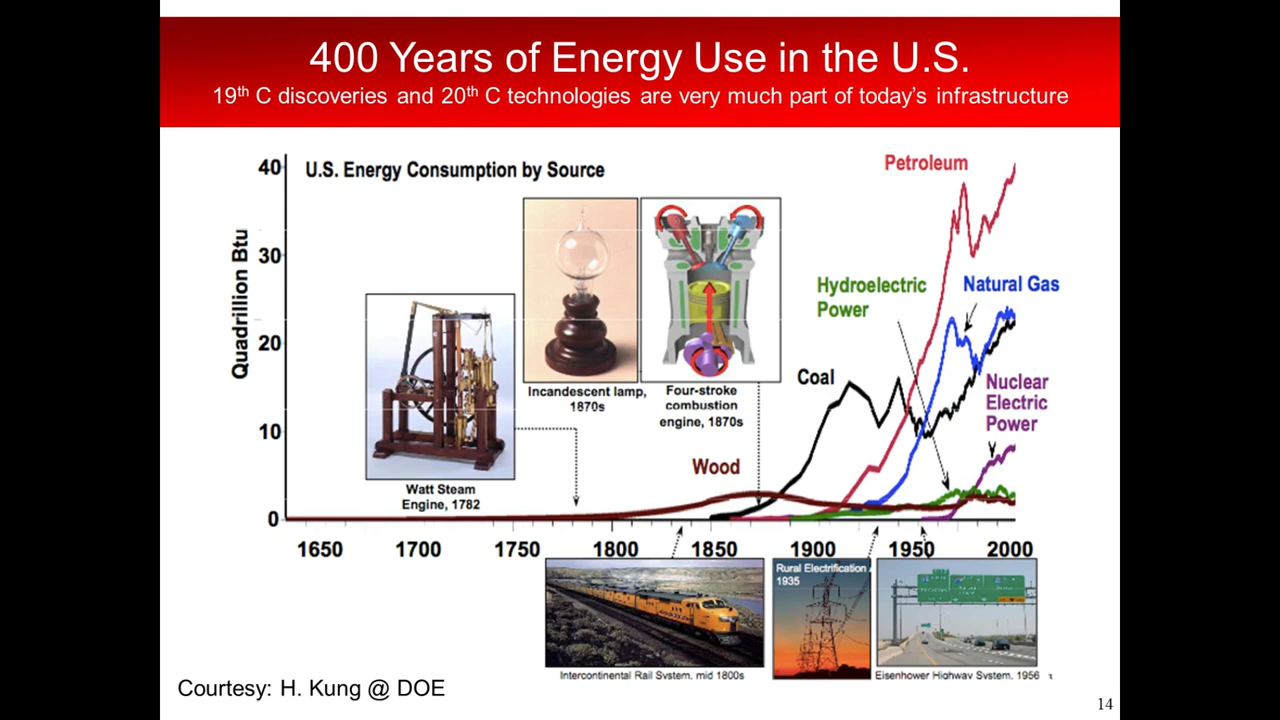 400 Years of Energy Use in the U.S.
19th C discoveries and 20th C technologies are very much part of today's infrastructure
U.S. Energy Consumption by Source
Quadrillion Btu
40
30
20
10
0
Petroleum
Hydroelectric
Power
Natural Gas
Coal
Nuclear
Electric
Power
Wood
Incandescent lamp,
1870s
Four-stroke
combustion
engine, 1870s
Watt Steam
Engine, 1782
1650 1700 1750 1800 1850 1900 1950 2000
Rural Electrification
1935
Intercontinental Rail System, mid 1800s
Eisenhower Highway System, 1956
Courtesy: H. Kung @ DOE
14